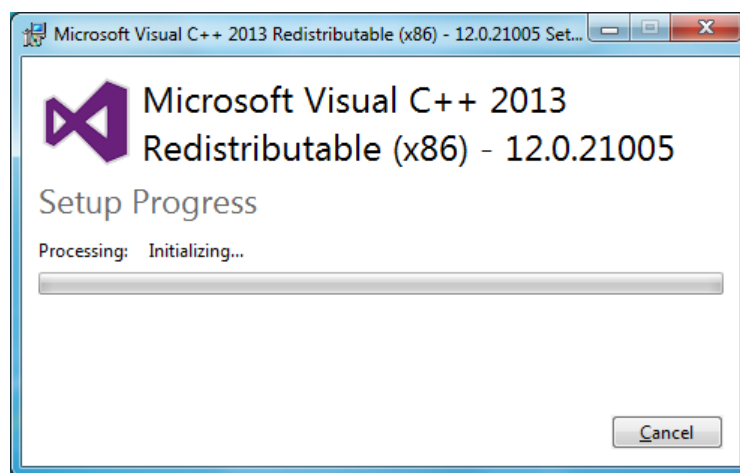 Microsoft Visual C++ 2013 Redistributable (x86) - 12.0.21005 Set...
Microsoft Visual C++ 2013
Redistributable (x86) - 12.0.21005
Setup Progress
Processing: Initializing...
Cancel